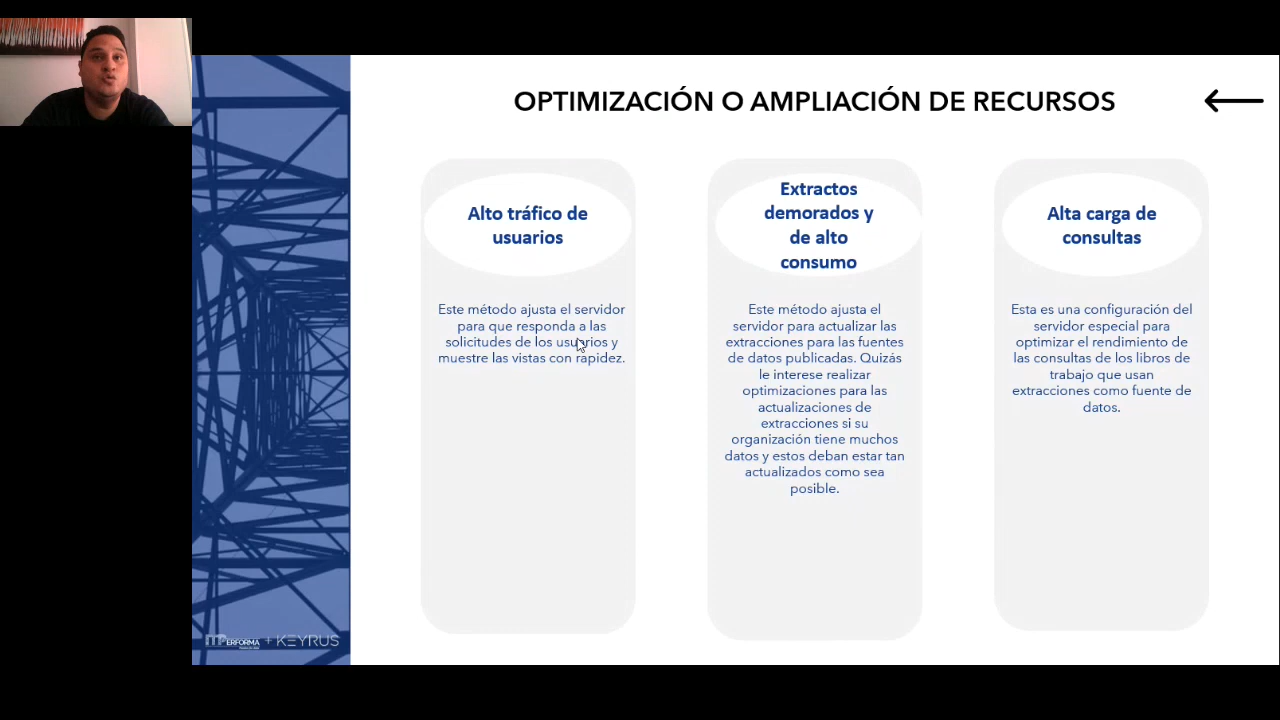 OPTIMIZACIÓN O AMPLIACIÓN DE RECURSOS
Alto tráfico de
usuarios
Este método ajusta el servidor
para que responda a las
solicitudes de los usuarios y
muestre las vistas con rapidez.
Extractos
demorados y
de alto
consumo
Este método ajusta el
servidor para actualizar las
extracciones para las fuentes
de datos publicadas. Quizás
le interese realizar
optimizaciones para las
actualizaciones de
extracciones si su
organización tiene muchos
datos y estos deban estar tan
actualizados como sea
posible.
Alta carga de
consultas
Esta es una configuración del
servidor especial para
optimizar el rendimiento de
las consultas de los libros de
trabajo que usan
extracciones como fuente de
datos.
ITPERFORMA + KEYRUS